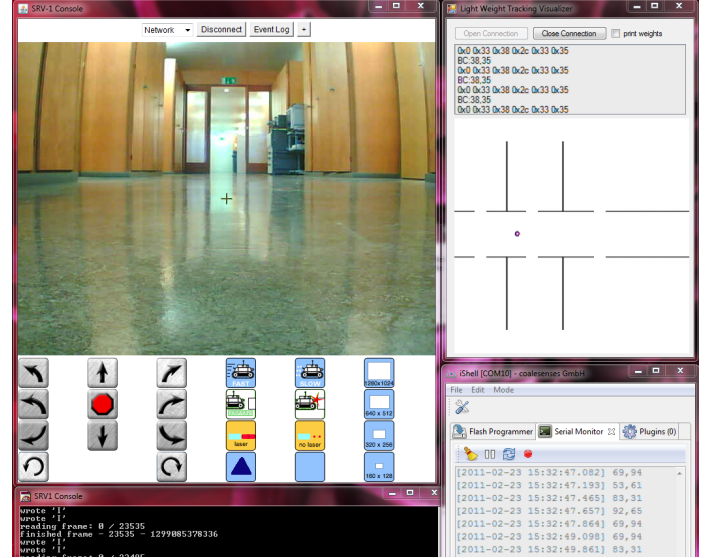 SRV-1 Console
Network Disconnect Event Log +
FAST SLOW 1280x1024
640 x 512
laser no laser 320 x 256
160 x 128
SRV1 Console
wrote 'I'
wrote 'I'
reading frame: 0 / 23535
finished frame - 23535 - 1299085378336
wrote 'I'
wrote 'I'
Light Weight Tracking Visualizer
Open Connection Close Connection print weights
0x0 0x33 0x38 0x2c 0x33 0x35
BC:38,35
0x0 0x33 0x38 0x2c 0x33 0x35
BC:38,35
0x0 0x33 0x38 0x2c 0x33 0x35
BC:38,35
0x0 0x33 0x38 0x2c 0x33 0x35
iShell [COM10] - coalesenses GmbH
File Edit Mode
Flash Programmer Serial Monitor Plugins (0)
[2011-02-23 15:32:47.082] 69,94
[2011-02-23 15:32:47.193] 53,61
[2011-02-23 15:32:47.465] 83,31
[2011-02-23 15:32:47.657] 92,65
[2011-02-23 15:32:47.864] 69,94
[2011-02-23 15:32:49.098] 69,94
[2011-02-23 15:32:49.861] 83,31